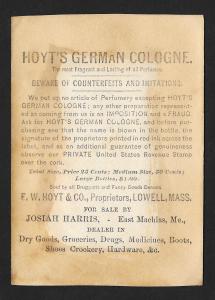 HOYT'S GERMAN COLOGNE.
The most Fragrant and Lasting of all Perfumes.
BEWARE OF COUNTERFEITS AND IMITATIONS.
We put up no article of Perfumery excepting HOYT'S
GERMAN COLOGNE; any other preparation represent-
ed as coming from us is an IMPOSITION and a FRAUD.
Ask for HOYT'S GERMAN COLOGNE, and before pur-
chasing see that the name is blown in the bottle, the
signature of the proprietors printed in red ink across the
label, and as an additional guarantee of genuineness
observe our PRIVATE United States Revenue Stamp
over the cork.
Trial Size, Price 25 Cents; Medium Size, 50 Cents;
Large Bottles, $1.00.
Sold by all Druggists and Fancy Goods Dealers.
E. W. HOYT & CO., Proprietors, LOWELL, MASS.
FOR SALE BY
JOSIAH HARRIS, - East Machias, Me.,
DEALER IN
Dry Goods, Groceries, Drugs, Medicines, Boots,
Shoes Crockery, Hardware, &c.